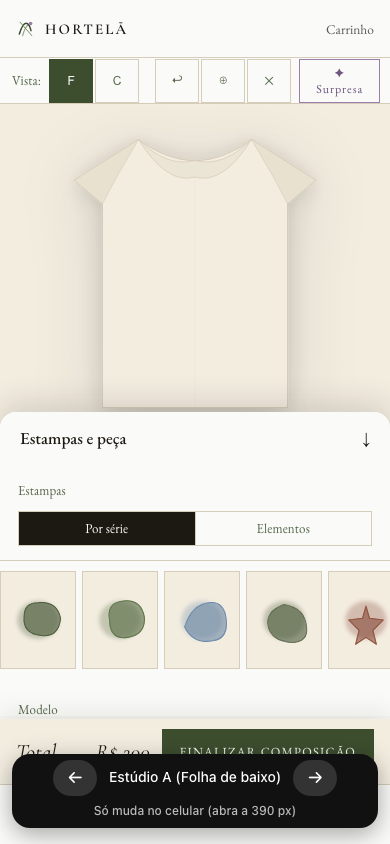 HORTELÃ
Carrinho
Vista:
F
C
Surpresa
Estampas e peça
Estampas
Por série
Elementos
Modelo
Total
R$ 200
FINALIZAR COMPOSIÇÃO
Estúdio A (Folha de baixo)
Só muda no celular (abra a 390 px)